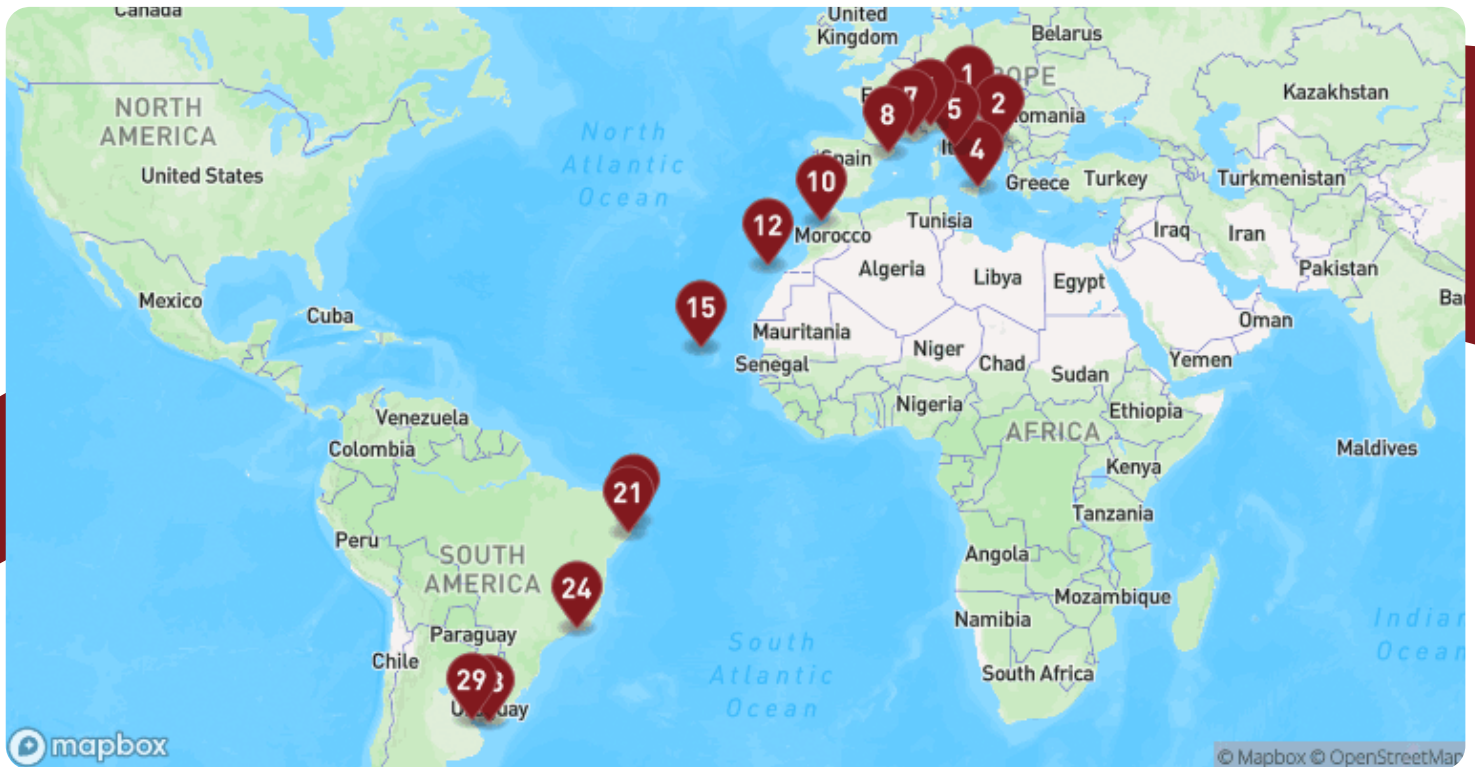 Canada
United
Kingdom
Belarus
NORTH
AMERICA
United States
North
Atlantic
Ocean
1
7
5
2
8
4
10
12
15
Spain
Greece
Turkey
Kazakhstan
Turkmenistan
Morocco
Tunisia
Algeria
Libya
Egypt
Iraq
Iran
Pakistan
Mexico
Cuba
Mauritania
Senegal
Niger
Chad
Sudan
Oman
Yemen
Nigeria
Ethiopia
AFRICA
Kenya
Maldives
Venezuela
Colombia
21
Peru
SOUTH
AMERICA
24
Tanzania
Angola
Mozambique
Namibia
Paraguay
Chile
South
Atlantic
Ocean
South Africa
29
mapbox
© Mapbox © OpenStreetMap